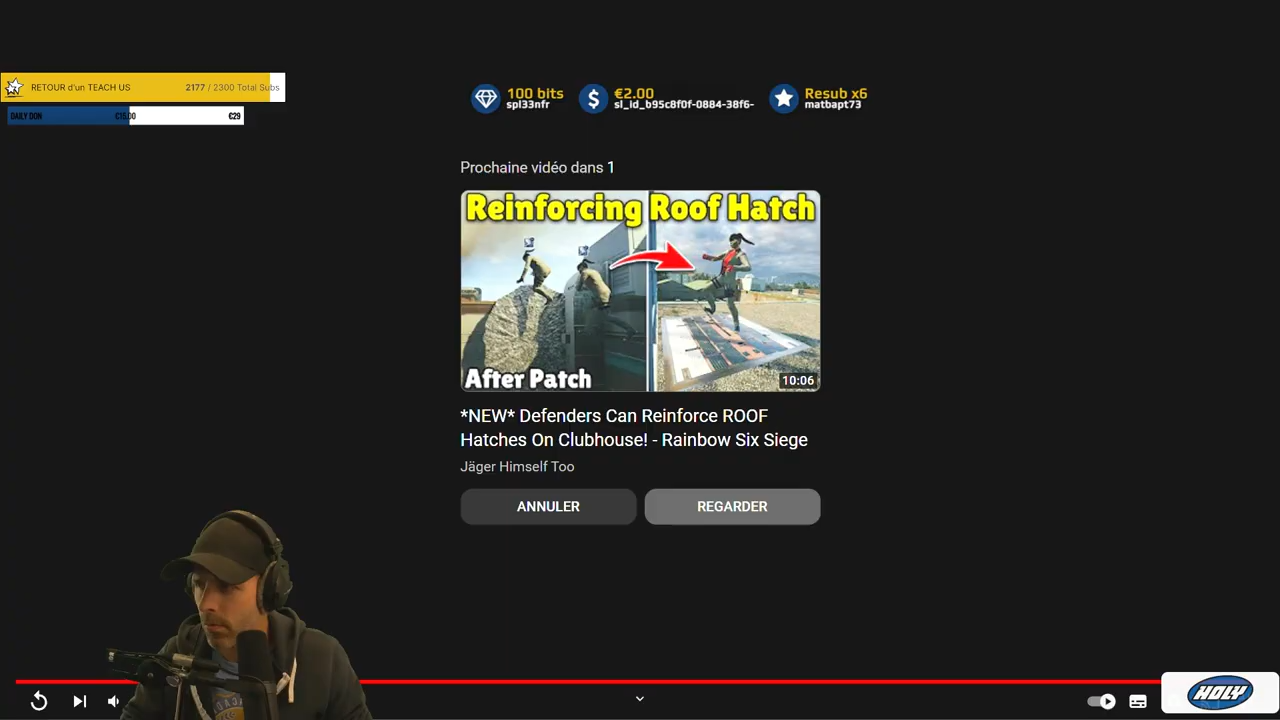 RETOUR d'un TEACH US 2177 / 2300 Total Subs
DAILY DON €15.00 €29
100 bits
spl33nfr
€2.00
sl_id_b95c8f0f-0884-38f6-
Resub x6
matbapt73
Prochaine vidéo dans 1
Reinforcing Roof Hatch
After Patch
10:06
*NEW* Defenders Can Reinforce ROOF
Hatches On Clubhouse! - Rainbow Six Siege
Jäger Himself Too
ANNULER
REGARDER
HOLY